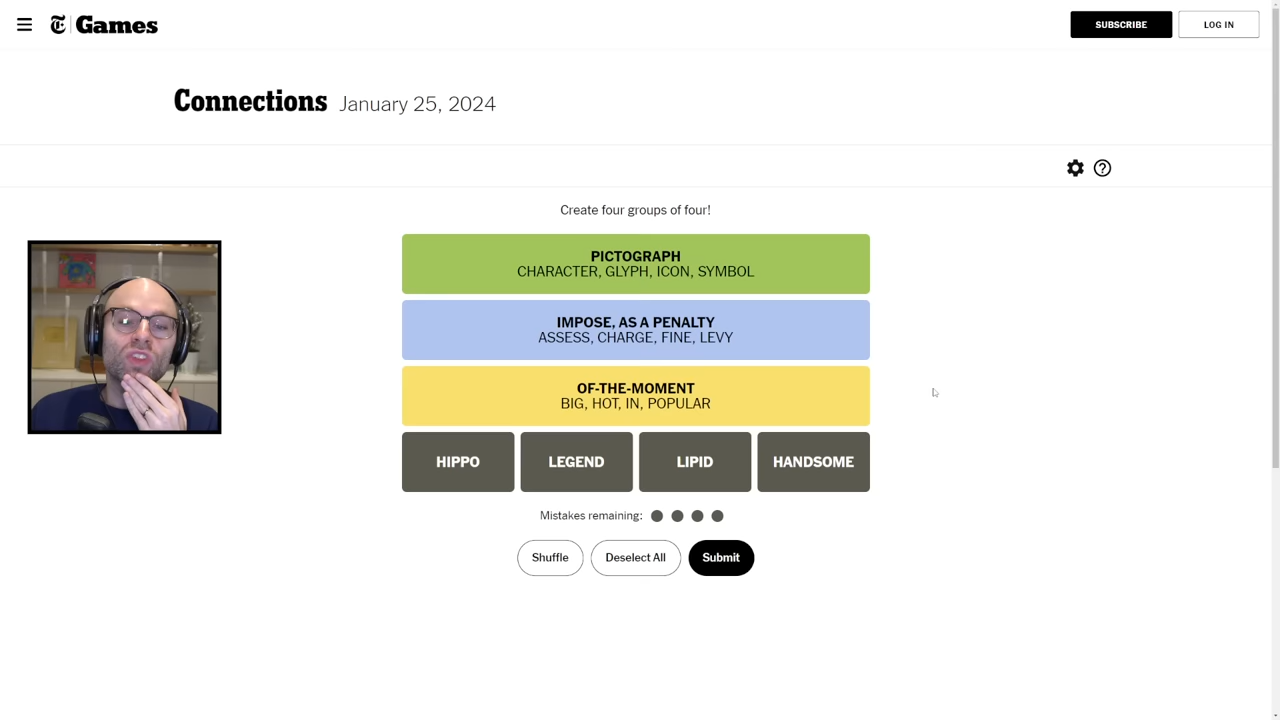 Games
SUBSCRIBE
LOG IN
Connections January 25, 2024
Create four groups of four!
PICTOGRAPH
CHARACTER, GLYPH, ICON, SYMBOL
IMPOSE, AS A PENALTY
ASSESS, CHARGE, FINE, LEVY
OF-THE-MOMENT
BIG, HOT, IN, POPULAR
HIPPO LEGEND LIPID HANDSOME
Mistakes remaining:
Shuffle Deselect All Submit